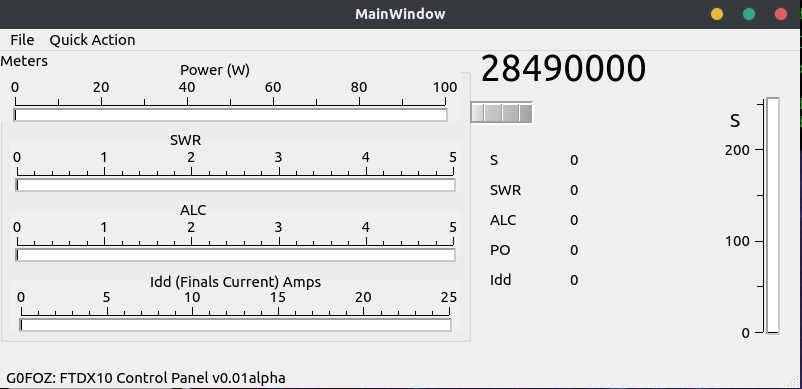 MainWindow
File Quick Action
Meters
Power (W)
0 20 40 60 80 100
SWR
0 1 2 3 4 5
ALC
0 1 2 3 4 5
Idd (Finals Current) Amps
0 5 10 15 20 25
28490000
S 0
SWR 0
ALC 0
PO 0
Idd 0
S
200
100
0
G0FOZ: FTDX10 Control Panel v0.01alpha